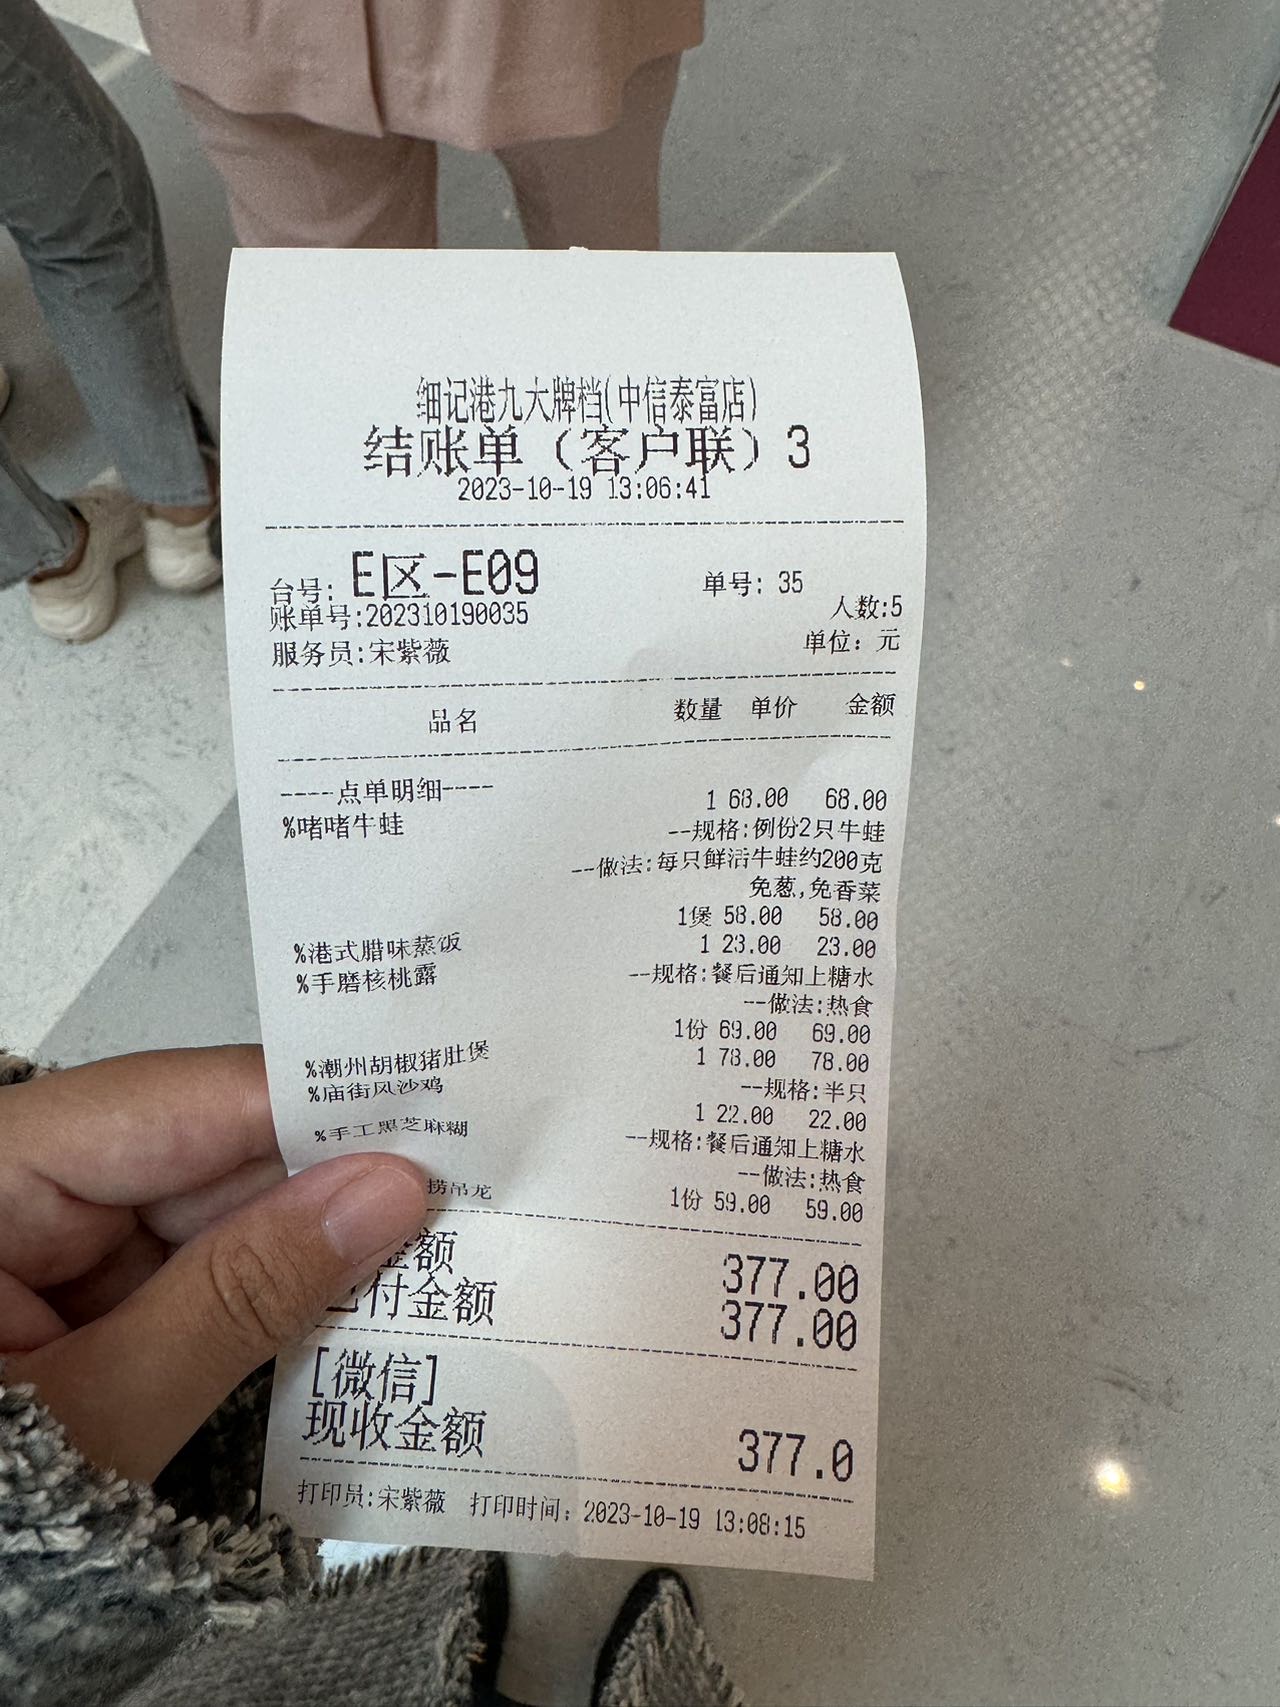 细记港九大牌档(中信泰富店)
结账单（客户联）3
2023-10-19 13:06:41
台号: E区-E09 单号: 35
账单号:202310190035 人数:5
服务员:宋紫薇 单位: 元
品名 数量 单价 金额
----点单明细----
%啫啫牛蛙 1 68.00 68.00
--规格:例份2只牛蛙
--做法:每只鲜活牛蛙约200克
免葱,免香菜
%港式腊味蒸饭 1煲 58.00 58.00
%手磨核桃露 1 23.00 23.00
--规格:餐后通知上糖水
--做法:热食
%潮州胡椒猪肚煲 1份 69.00 69.00
%庙街风沙鸡 1 78.00 78.00
--规格:半只
%手工黑芝麻糊 1 22.00 22.00
--规格:餐后通知上糖水
--做法:热食
捞吊龙 1份 59.00 59.00
金额 377.00
付金额 377.00
[微信]
现收金额 377.0
打印员:宋紫薇 打印时间: 2023-10-19 13:08:15